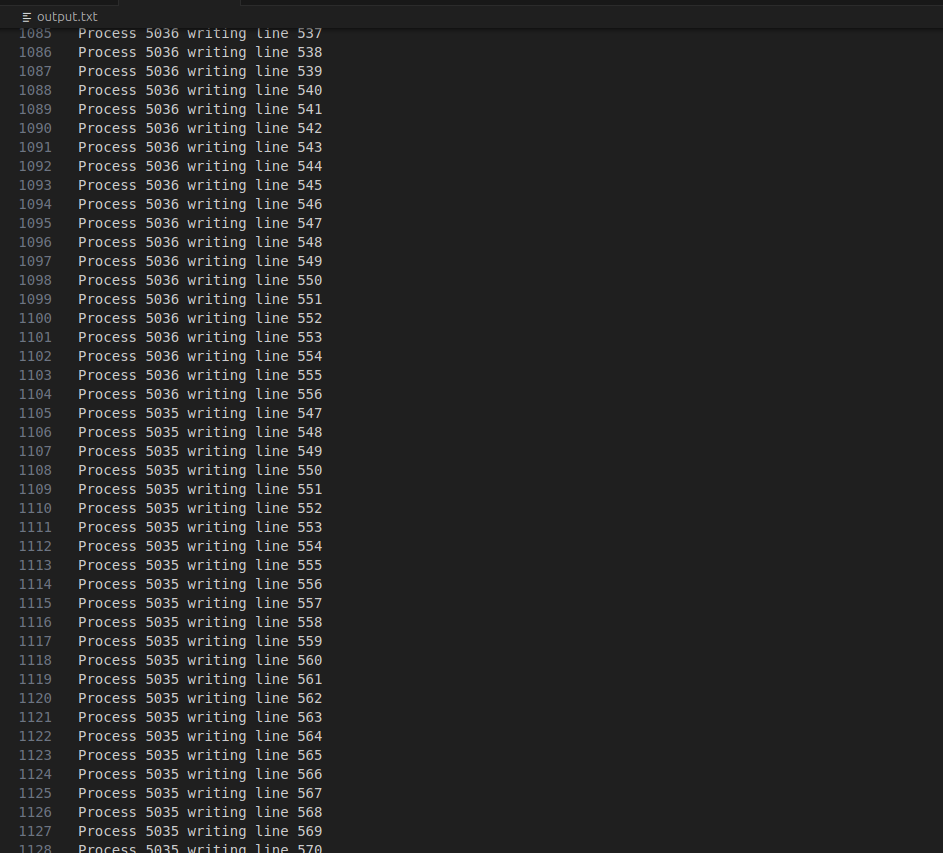 output.txt
1085 Process 5036 writing line 537
1086 Process 5036 writing line 538
1087 Process 5036 writing line 539
1088 Process 5036 writing line 540
1089 Process 5036 writing line 541
1090 Process 5036 writing line 542
1091 Process 5036 writing line 543
1092 Process 5036 writing line 544
1093 Process 5036 writing line 545
1094 Process 5036 writing line 546
1095 Process 5036 writing line 547
1096 Process 5036 writing line 548
1097 Process 5036 writing line 549
1098 Process 5036 writing line 550
1099 Process 5036 writing line 551
1100 Process 5036 writing line 552
1101 Process 5036 writing line 553
1102 Process 5036 writing line 554
1103 Process 5036 writing line 555
1104 Process 5036 writing line 556
1105 Process 5035 writing line 547
1106 Process 5035 writing line 548
1107 Process 5035 writing line 549
1108 Process 5035 writing line 550
1109 Process 5035 writing line 551
1110 Process 5035 writing line 552
1111 Process 5035 writing line 553
1112 Process 5035 writing line 554
1113 Process 5035 writing line 555
1114 Process 5035 writing line 556
1115 Process 5035 writing line 557
1116 Process 5035 writing line 558
1117 Process 5035 writing line 559
1118 Process 5035 writing line 560
1119 Process 5035 writing line 561
1120 Process 5035 writing line 562
1121 Process 5035 writing line 563
1122 Process 5035 writing line 564
1123 Process 5035 writing line 565
1124 Process 5035 writing line 566
1125 Process 5035 writing line 567
1126 Process 5035 writing line 568
1127 Process 5035 writing line 569
1128 Process 5035 writing line 570